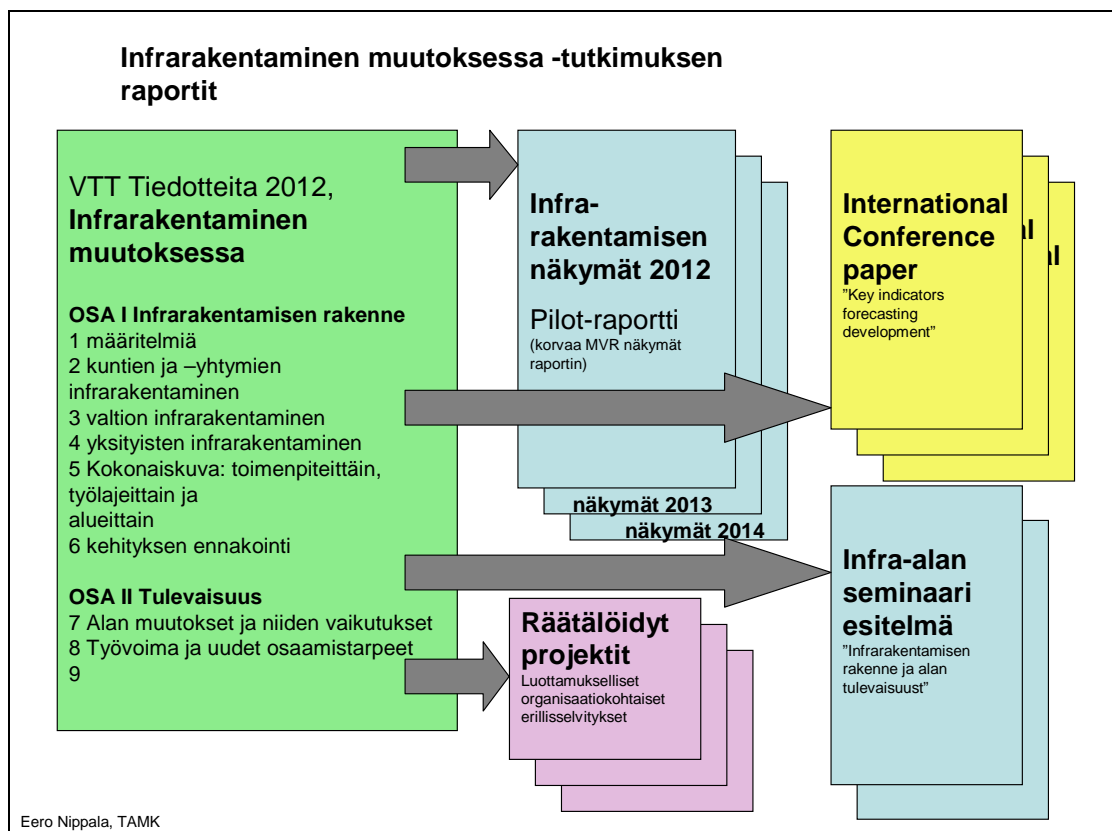 Infrarakentaminen muutoksessa -tutkimuksen
raportit
VTT Tiedotteita 2012,
Infrarakentaminen
muutoksessa
OSA I Infrarakentamisen rakenne
1 määritelmiä
2 kuntien ja –yhtymien
infrarakentaminen
3 valtion infrarakentaminen
4 yksityisten infrarakentaminen
5 Kokonaiskuva: toimenpiteittäin,
työlajeittain ja
alueittain
6 kehityksen ennakointi
OSA II Tulevaisuus
7 Alan muutokset ja niiden vaikutukset
8 Työvoima ja uudet osaamistarpeet
9
Infra-
rakentamisen
näkymät 2012
Pilot-raportti
(korvaa MVR näkymät
raportin)
näkymät 2013
näkymät 2014
Räätälöidyt
projektit
Luottamukselliset
organisaatiokohtaiset
erillisselvitykset
International
Conference
paper
”Key indicators
forecasting
development”
al
al
Infra-alan
seminaari
esitelmä
”Infrarakentamisen
rakenne ja alan
tulevaisuust”
Eero Nippala, TAMK